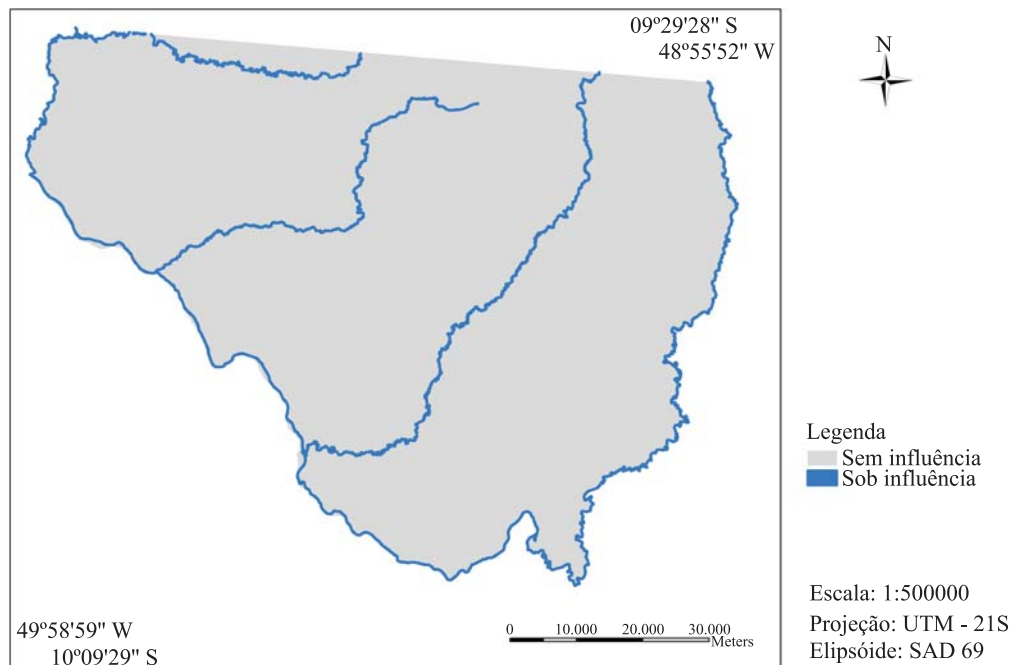 09º29'28" S
48º55'52" W
N
Legenda
Sem influência
Sob influência
49º58'59" W
10º09'29" S
0 10.000 20.000 30.000
Meters
Escala: 1:500000
Projeção: UTM - 21S
Elipsóide: SAD 69